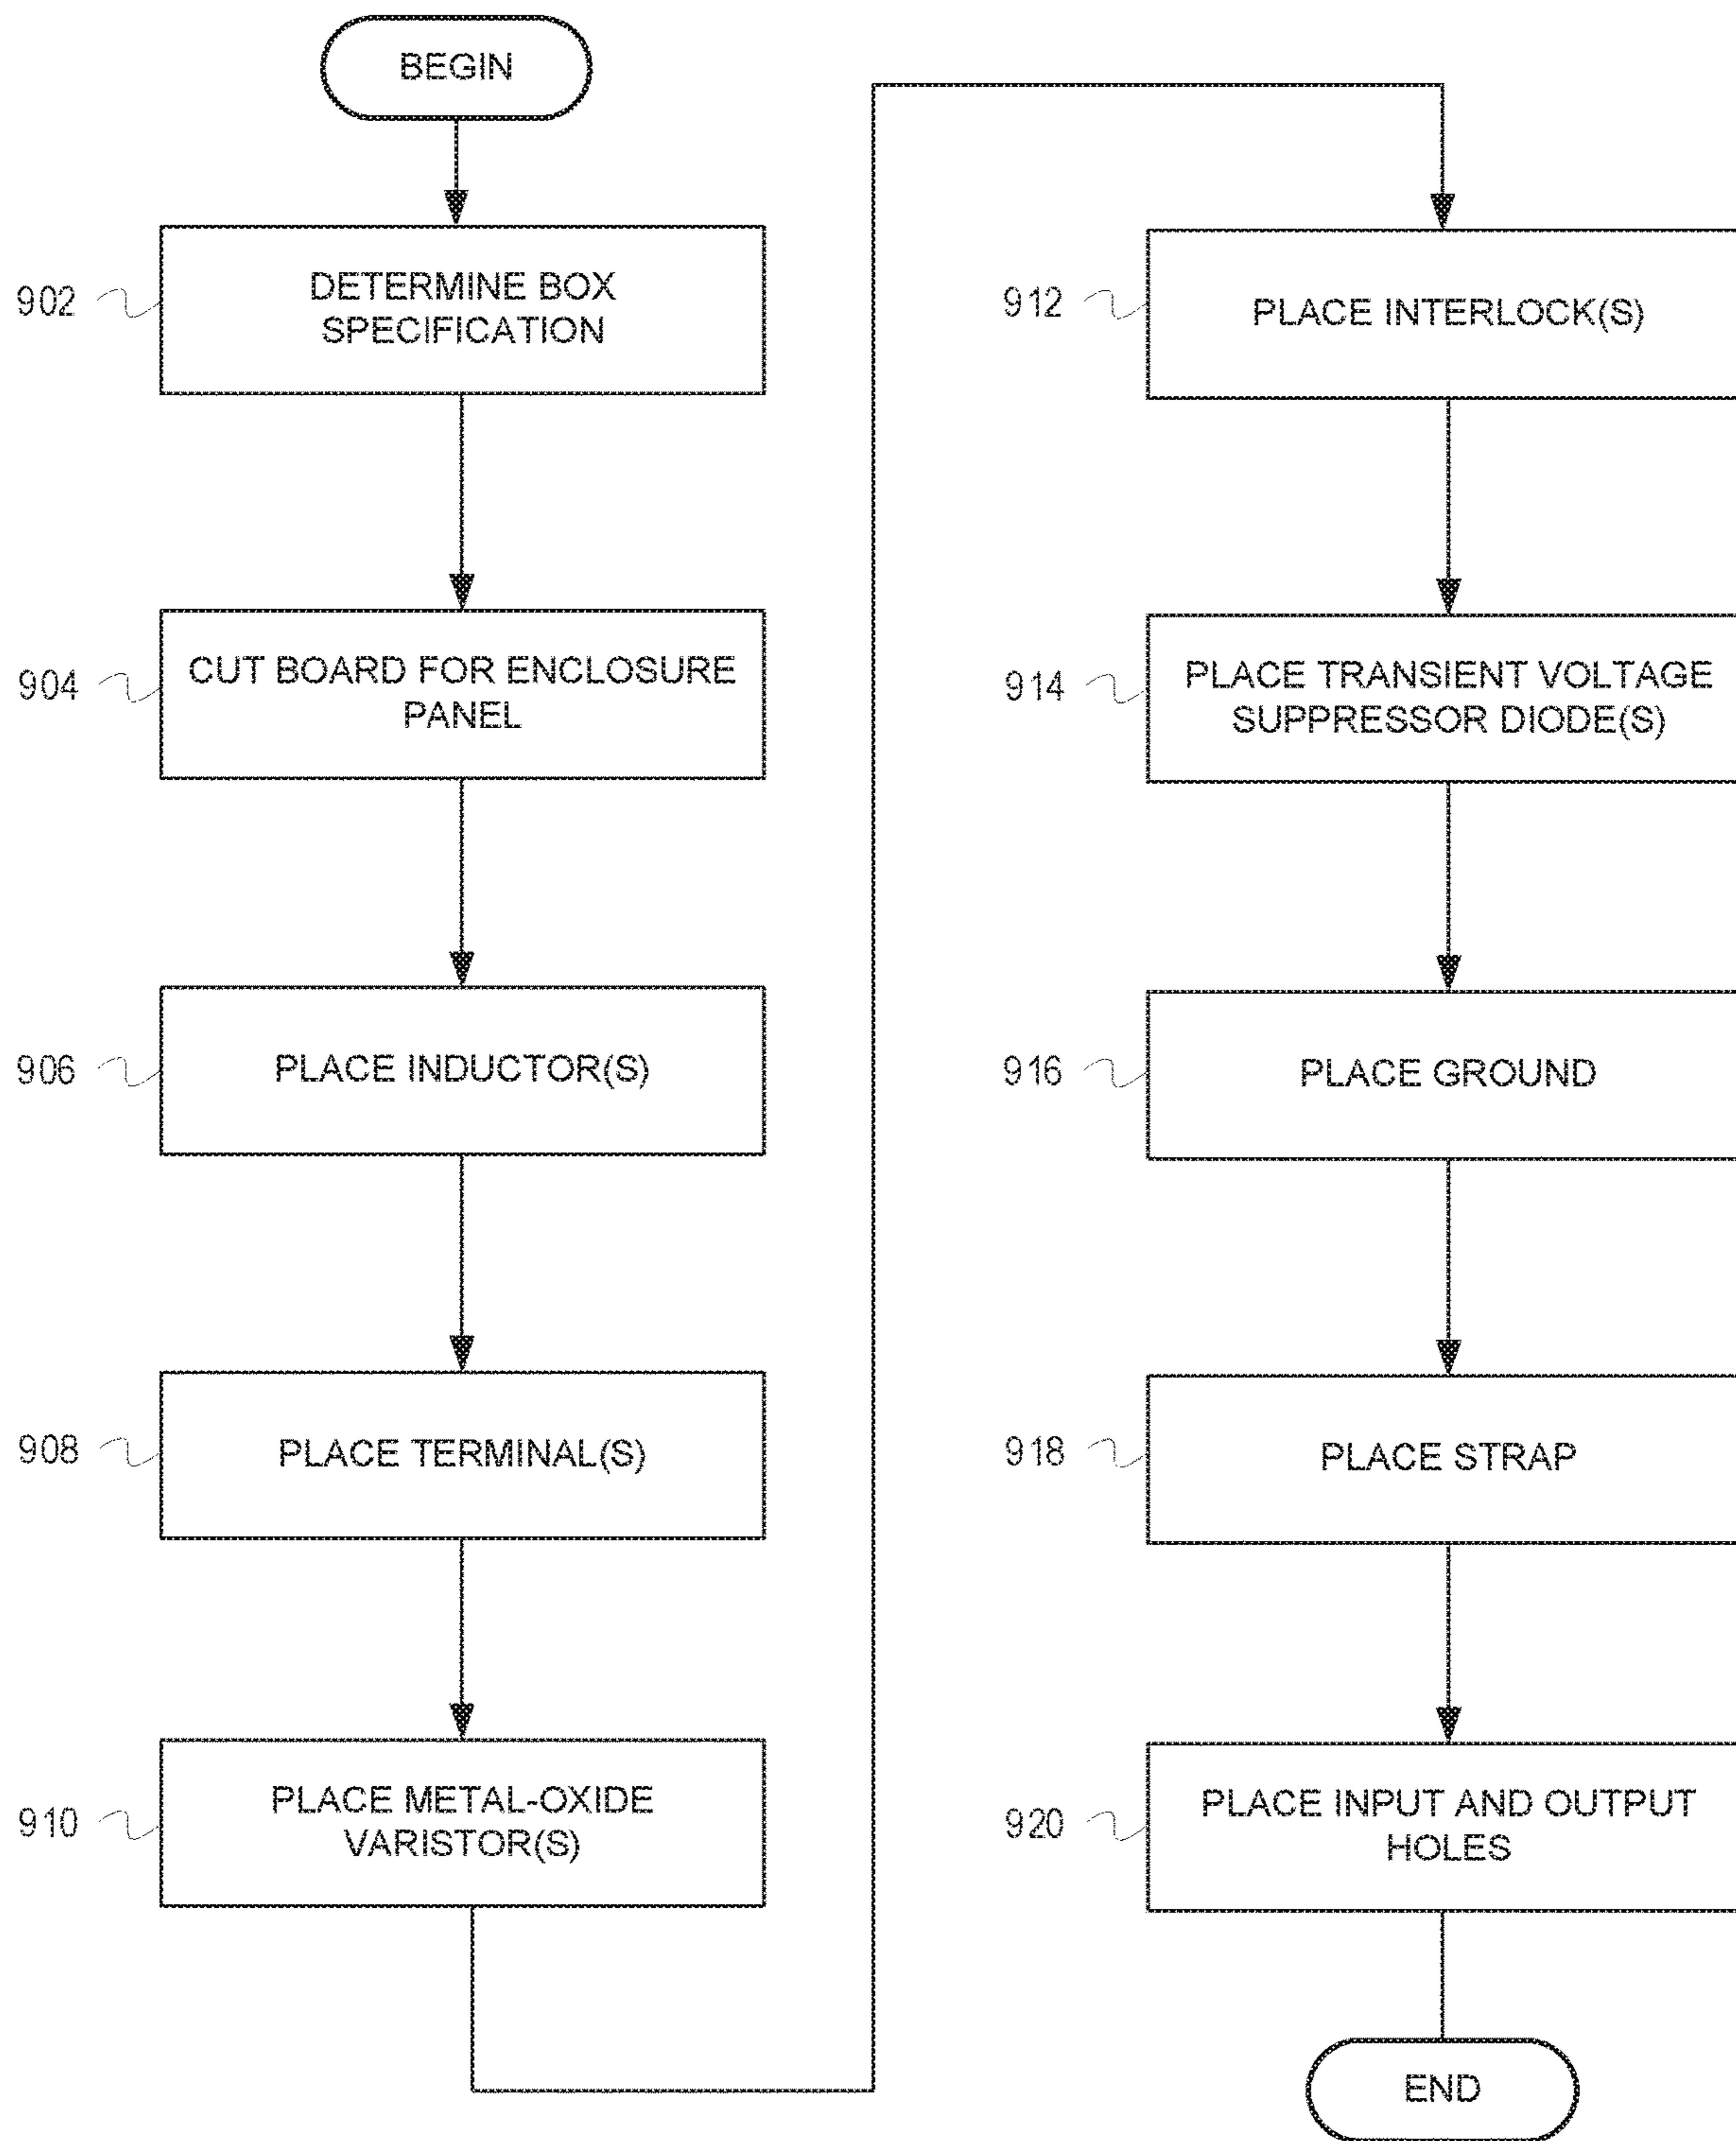 BEGIN
902
DETERMINE BOX
SPECIFICATION
904
CUT BOARD FOR ENCLOSURE
PANEL
906
PLACE INDUCTOR(S)
908
PLACE TERMINAL(S)
910
PLACE METAL-OXIDE
VARISTOR(S)
912
PLACE INTERLOCK(S)
914
PLACE TRANSIENT VOLTAGE
SUPPRESSOR DIODE(S)
916
PLACE GROUND
918
PLACE STRAP
920
PLACE INPUT AND OUTPUT
HOLES
END